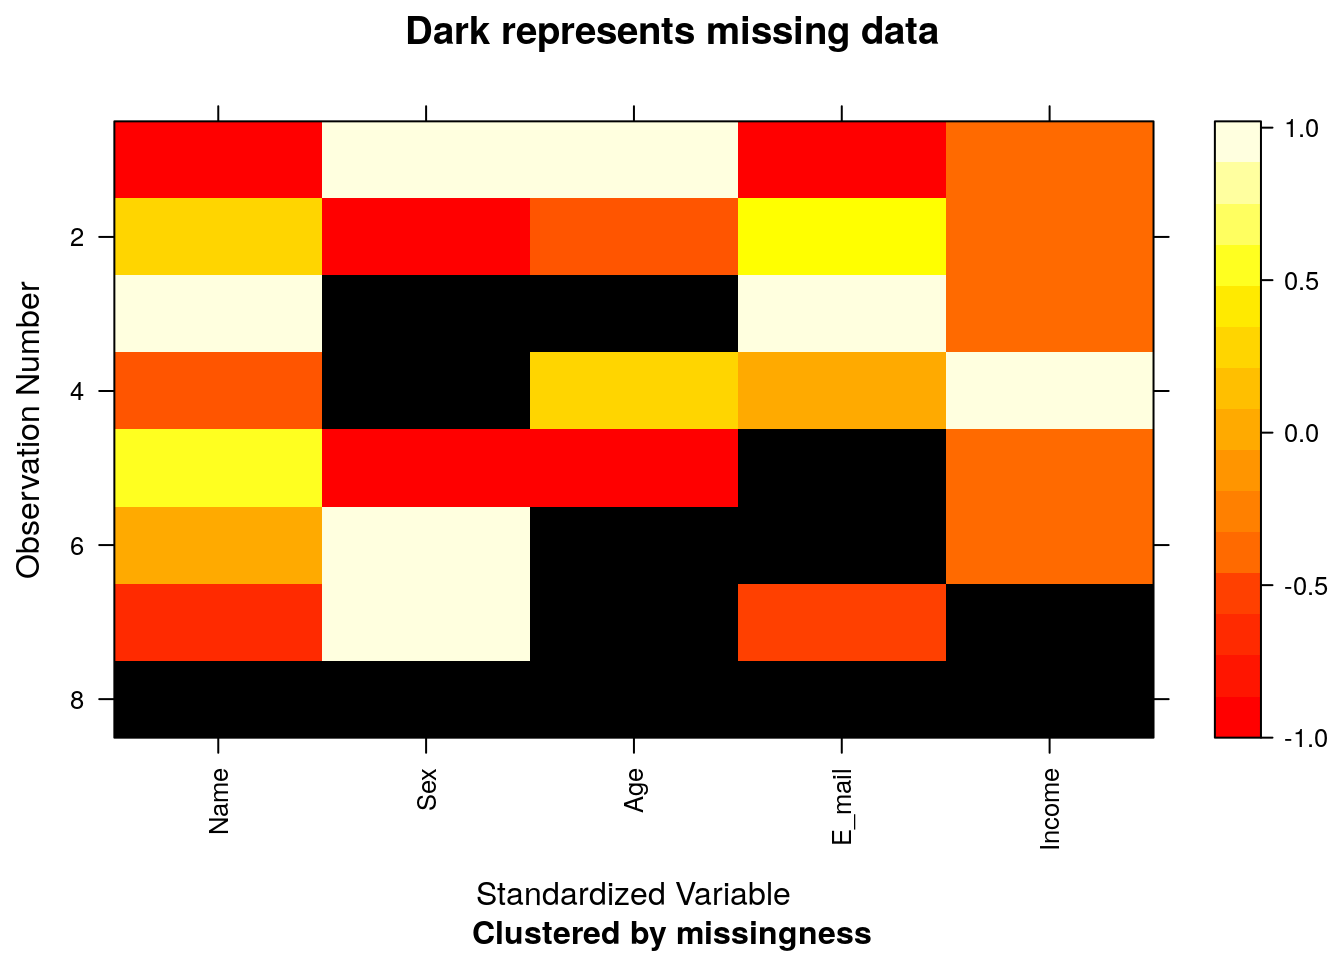 Dark represents missing data
Observation Number
2
4
6
8
Name
Sex
Age
E_mail
Income
1.0
0.5
0.0
-0.5
-1.0
Standardized Variable
Clustered by missingness